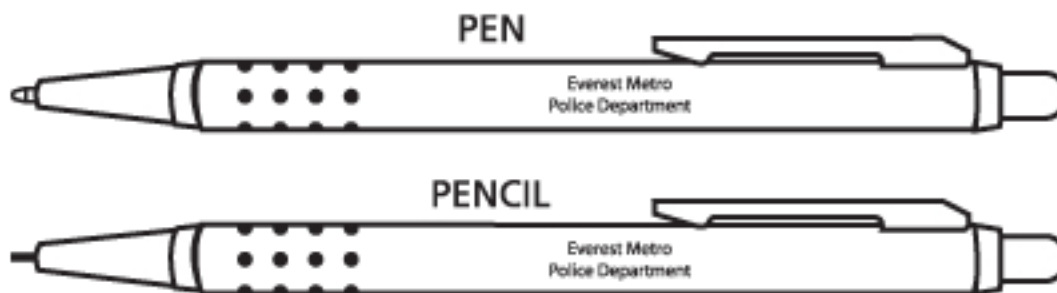 PEN
Everest Metro
Police Department
PENCIL
Everest Metro
Police Department